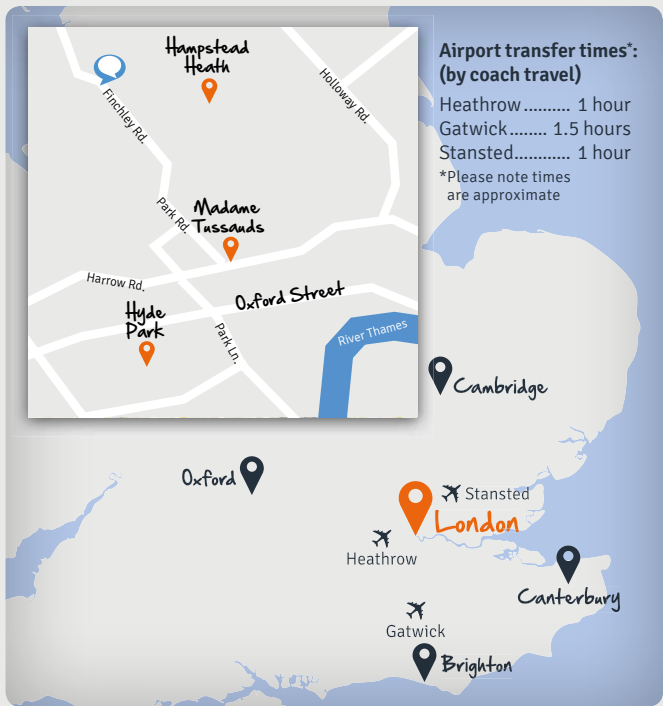 Hampstead
Heath
Holloway Rd.
Finchley Rd.
Park Rd.
Madame
Tussauds
Harrow Rd.
Oxford Street
Hyde
Park
Park Ln.
River Thames
Airport transfer times*:
(by coach travel)
Heathrow .......... 1 hour
Gatwick ........ 1.5 hours
Stansted............ 1 hour
*Please note times
are approximate
Cambridge
Oxford
Stansted
London
Heathrow
Canterbury
Gatwick
Brighton